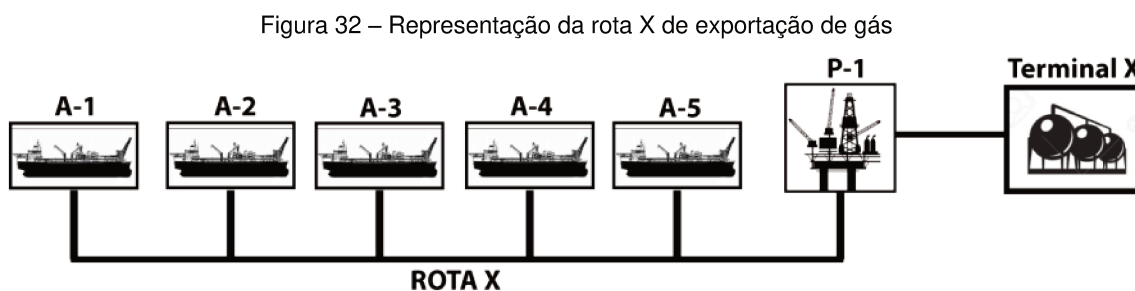 Figura 32 – Representação da rota X de exportação de gás
P-1
Terminal X
A-1
A-2
A-3
A-4
A-5
ROTA X